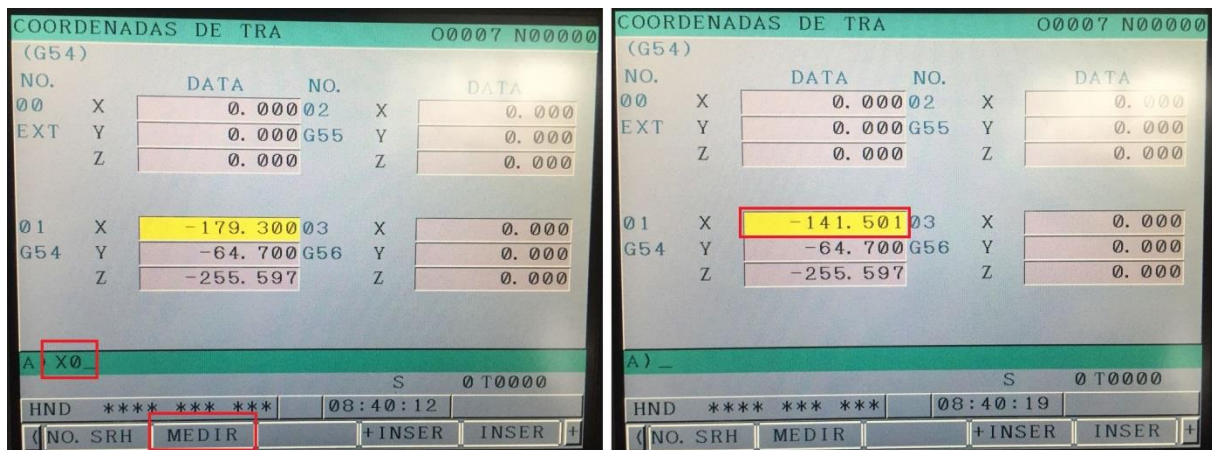 COORDENADAS DE TRA O0007 N00000
(G54)
NO. DATA NO. DATA
00 X 0.000 02 X 0.000
EXT Y 0.000 G55 Y 0.000
Z 0.000 Z 0.000
01 X -179.300 03 X 0.000
G54 Y -64.700 G56 Y 0.000
Z -255.597 Z 0.000
A) X0_
S 0 T0000
HND **** *** *** 08:40:12
( NO. SRH MEDIR +INSER INSER +
COORDENADAS DE TRA O0007 N00000
(G54)
NO. DATA NO. DATA
00 X 0.000 02 X 0.000
EXT Y 0.000 G55 Y 0.000
Z 0.000 Z 0.000
01 X -141.501 03 X 0.000
G54 Y -64.700 G56 Y 0.000
Z -255.597 Z 0.000
A) _
S 0 T0000
HND **** *** *** 08:40:19
( NO. SRH MEDIR +INSER INSER +